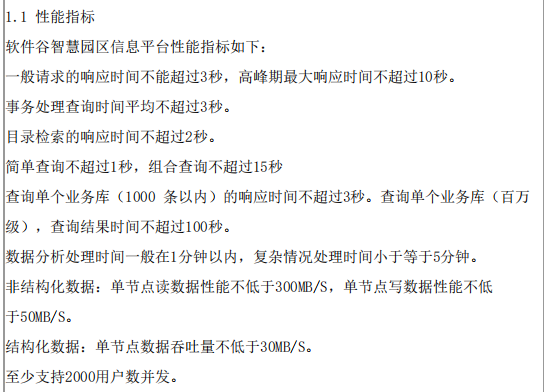 1.1 性能指标
软件谷智慧园区信息平台性能指标如下：
一般请求的响应时间不能超过3秒，高峰期最大响应时间不超过10秒。
事务处理查询时间平均不超过3秒。
目录检索的响应时间不超过2秒。
简单查询不超过1秒，组合查询不超过15秒
查询单个业务库（1000 条以内）的响应时间不超过3秒。查询单个业务库（百万
级），查询结果时间不超过100秒。
数据分析处理时间一般在1分钟以内，复杂情况处理时间小于等于5分钟。
非结构化数据：单节点读数据性能不低于300MB/S，单节点写数据性能不低
于50MB/S。
结构化数据：单节点数据吞吐量不低于30MB/S。
至少支持2000用户数并发。